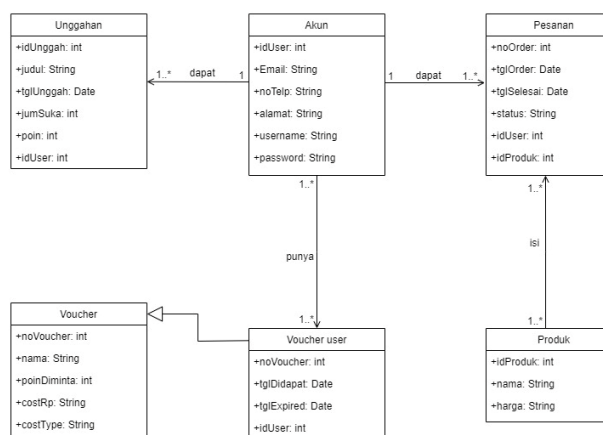 Unggahan
+idUnggah: int
+judul: String
+tglUnggah: Date
+jumSuka: int
+poin: int
+idUser: int
1..*
dapat
1
Akun
+idUser: int
+Email: String
+noTelp: String
+alamat: String
+username: String
+password: String
1
dapat
1..*
Pesanan
+noOrder: int
+tglOrder: Date
+tglSelesai: Date
+status: String
+idUser: int
+idProduk: int
1..*
punya
1..*
1..*
isi
1..*
Voucher
+noVoucher: int
+nama: String
+poinDiminta: int
+costRp: String
+costType: String
Voucher user
+noVoucher: int
+tglDidapat: Date
+tglExpired: Date
+idUser: int
Produk
+idProduk: int
+nama: String
+harga: String